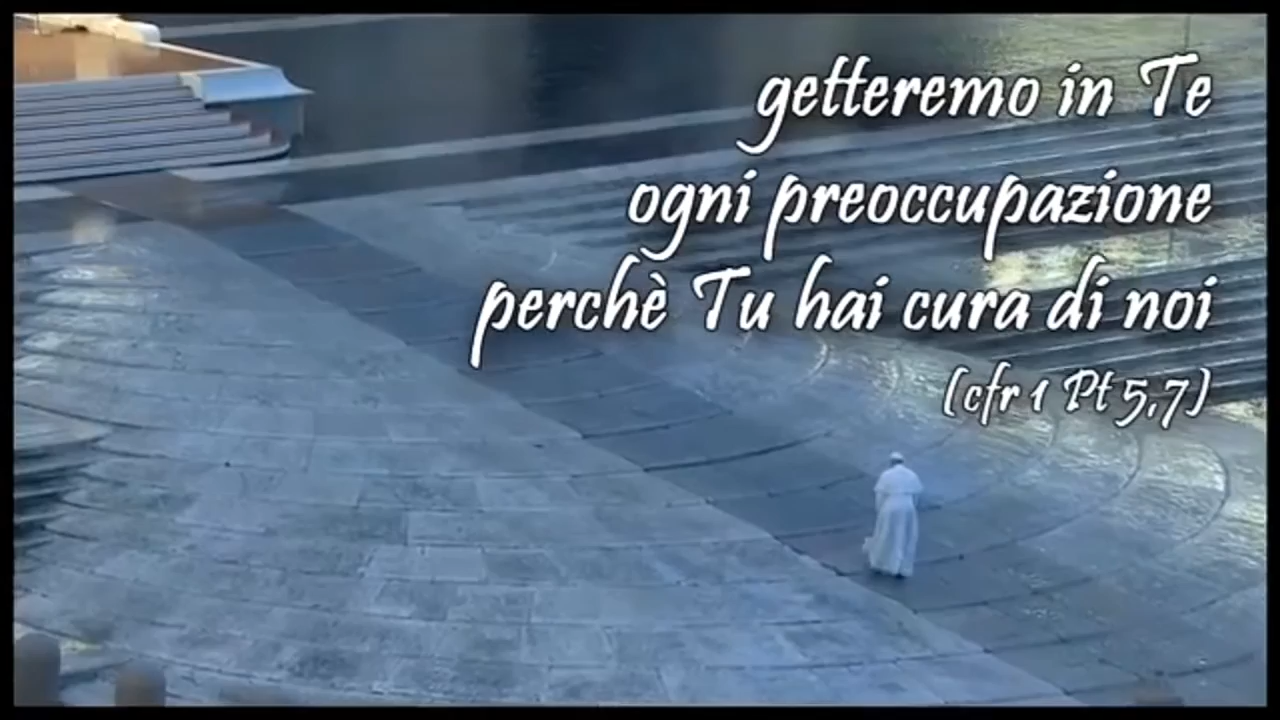 getteremo in Te
ogni preoccupazione
perchè Tu hai cura di noi
(cfr 1 Pt 5,7)